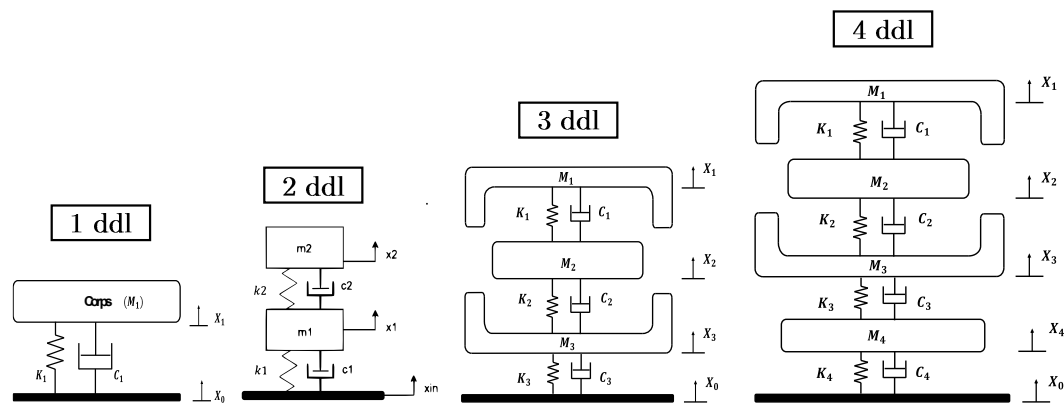 1 ddl
Corps (M₁)
X₁
K₁
C₁
X₀
2 ddl
m2
x2
k2
c2
m1
x1
k1
c1
xin
3 ddl
M₁
X₁
K₁
C₁
M₂
X₂
K₂
C₂
M₃
X₃
K₃
C₃
X₀
4 ddl
M₁
X₁
K₁
C₁
M₂
X₂
K₂
C₂
M₃
X₃
K₃
C₃
M₄
X₄
K₄
C₄
X₀